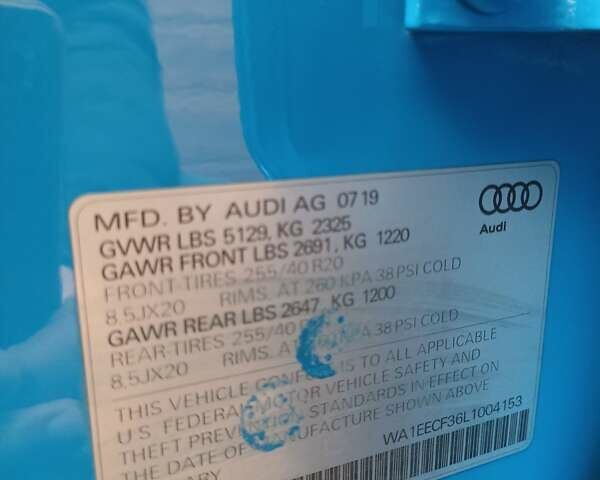 MFD. BY AUDI AG 07 19
GVWR LBS 5129, KG 2325
GAWR FRONT LBS 2691, KG 1220
FRONT-TIRES 255/40 R20
8,5JX20 RIMS. AT 260 KPA 38 PSI COLD
GAWR REAR LBS 2647, KG 1200
REAR-TIRES 255/40
8,5JX20 RIMS. AT KPA 38 PSI COLD
THIS VEHICLE TO ALL APPLICABLE
U S FEDERAL MOTOR VEHICLE SAFETY AND
THEFT PREVENTION STANDARDS IN EFFECT ON
THE DATE OF MANUFACTURE SHOWN ABOVE
WA1EECF36L1004153
Audi